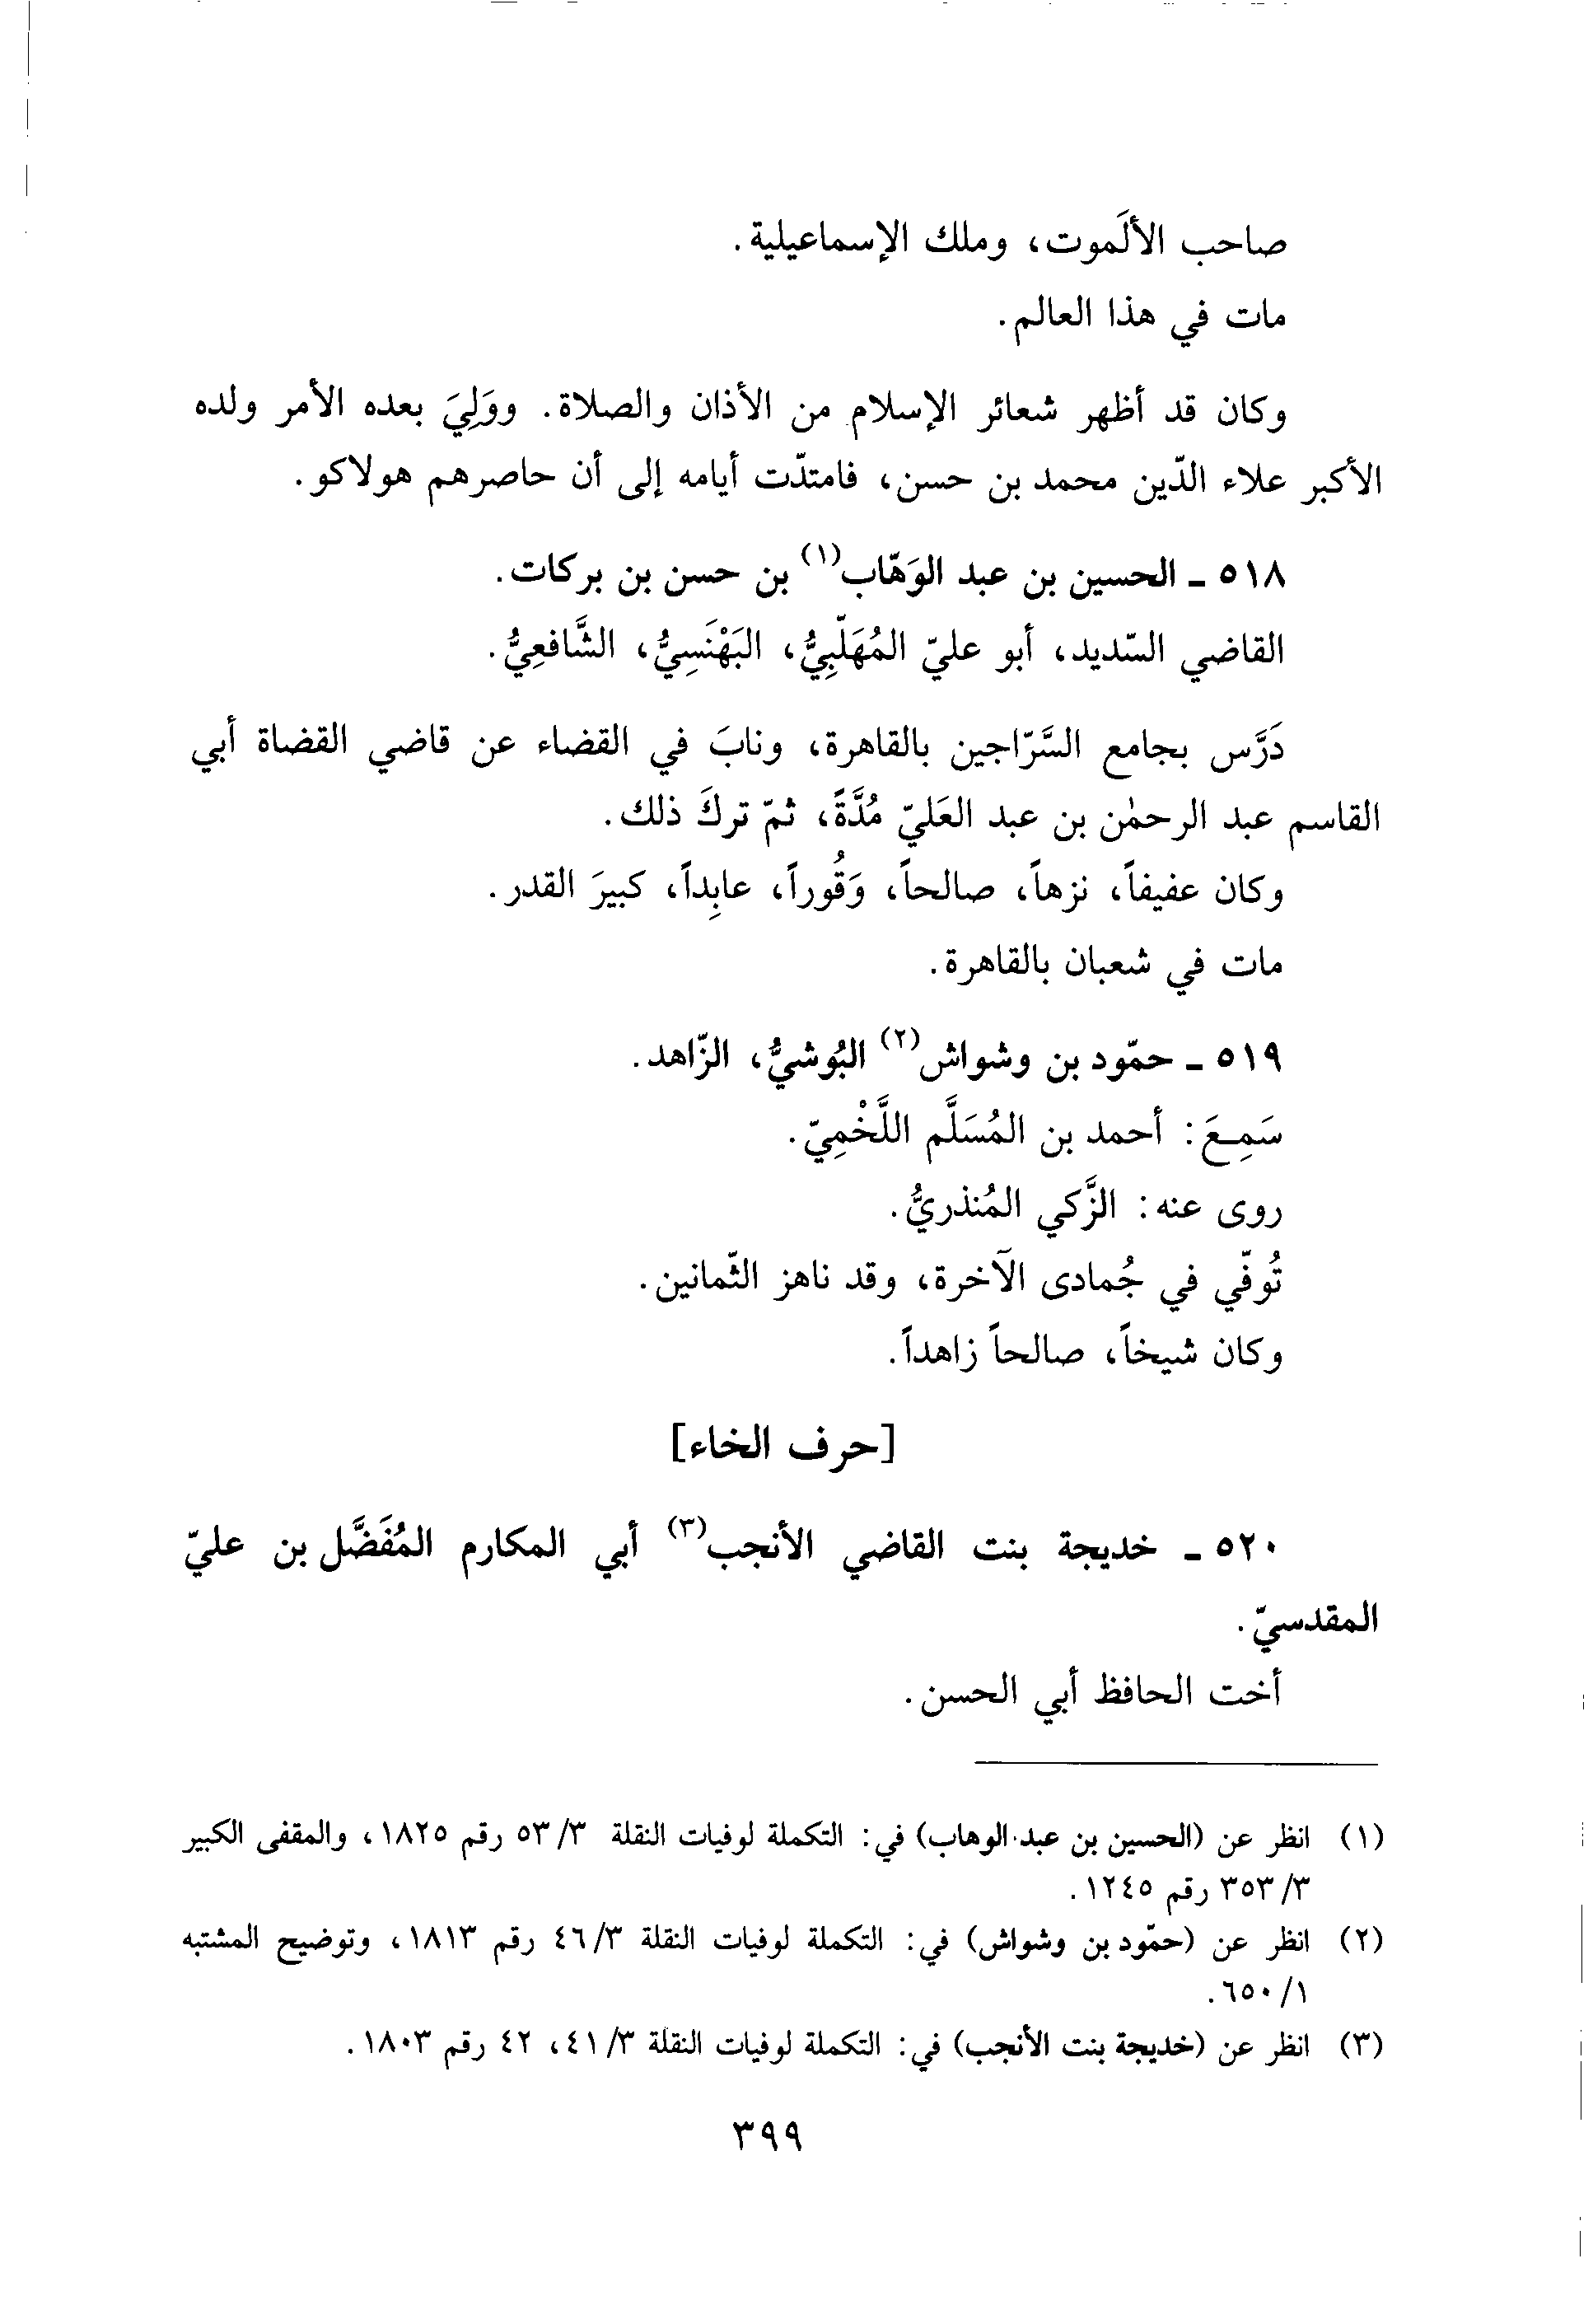 صاحب الألَموت، وملك الإسماعيلية.
مات في هذا العالم.
وكان قد أظهر شعائر الإسلام من الأذان والصلاة. ووَلِيَ بعده الأمر ولده
الأكبر علاء الدّين محمد بن حسن، فامتدّت أيامه إلى أن حاصرهم هولاكو.
٥١٨ ـ الحسين بن عبد الوَهّاب(١) بن حسن بن بركات.
القاضي السّديد، أبو عليّ المُهَلّبِيُّ، البَهْنَسِيُّ، الشَّافعِيُّ.
دَرَّس بجامع السَّرّاجين بالقاهرة، ونابَ في القضاء عن قاضي القضاة أبي
القاسم عبد الرحمٰن بن عبد العَليّ مُدَّةً، ثمّ تركَ ذلك.
وكان عفيفاً، نزهاً، صالحاً، وَقُوراً، عابِداً، كبيرَ القدر.
مات في شعبان بالقاهرة.
٥١٩ ـ حمّود بن وشواش(٢) البُوشيُّ، الزّاهد.
سَمِعَ: أحمد بن المُسَلَّم اللَّخْمِيّ.
روى عنه: الزَّكي المُنذريُّ.
تُوفّي في جُمادى الآخرة، وقد ناهز الثّمانين.
وكان شيخاً، صالحاً زاهداً.
[حرف الخاء]
٥٢٠ ـ خديجة بنت القاضي الأنجب(٣) أبي المكارم المُفَضَّل بن عليّ
المقدسيّ.
أخت الحافظ أبي الحسن.
(١) انظر عن (الحسين بن عبد الوهاب) في: التكملة لوفيات النقلة ٣/ ٥٣ رقم ١٨٢٥، والمقفى الكبير
٣/ ٣٥٣ رقم ١٢٤٥.
(٢) انظر عن (حمّود بن وشواش) في: التكملة لوفيات النقلة ٣/ ٤٦ رقم ١٨١٣، وتوضيح المشتبه
١/ ٦٥٠.
(٣) انظر عن (خديجة بنت الأنجب) في: التكملة لوفيات النقلة ٣/ ٤١، ٤٢ رقم ١٨٠٣.
٣٩٩